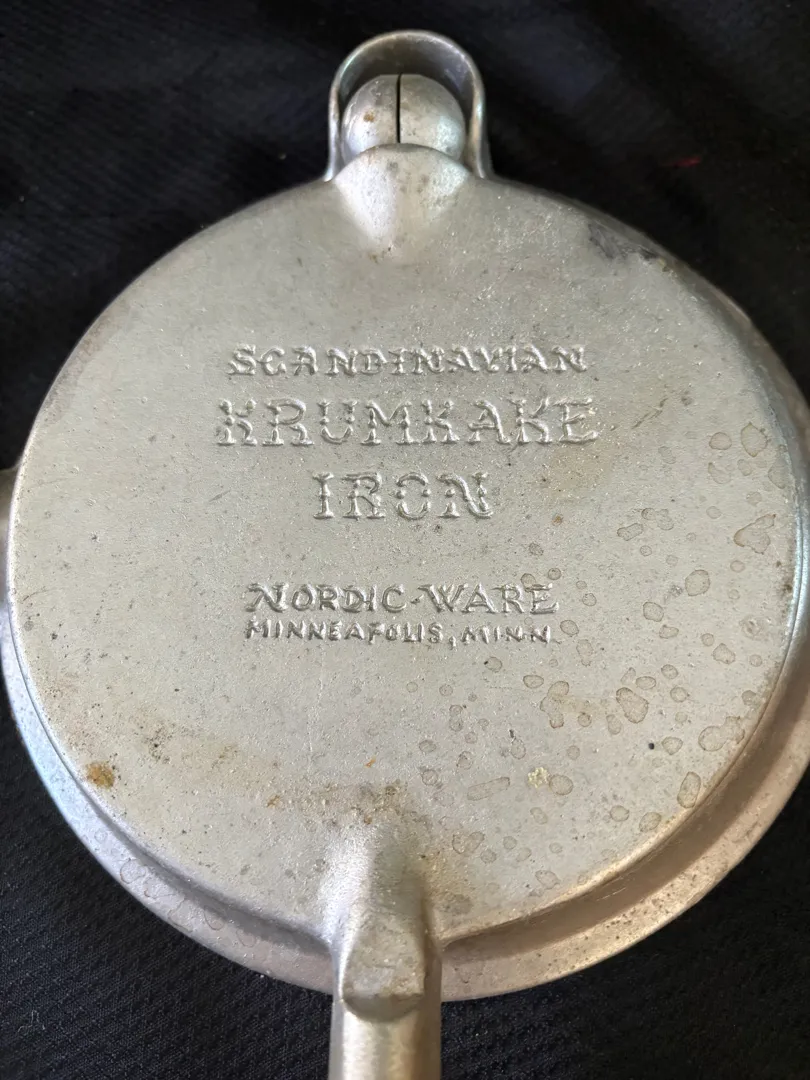 SCANDINAVIAN
KRUMKAKE
IRON
NORDIC-WARE
MINNEAPOLIS, MINN.